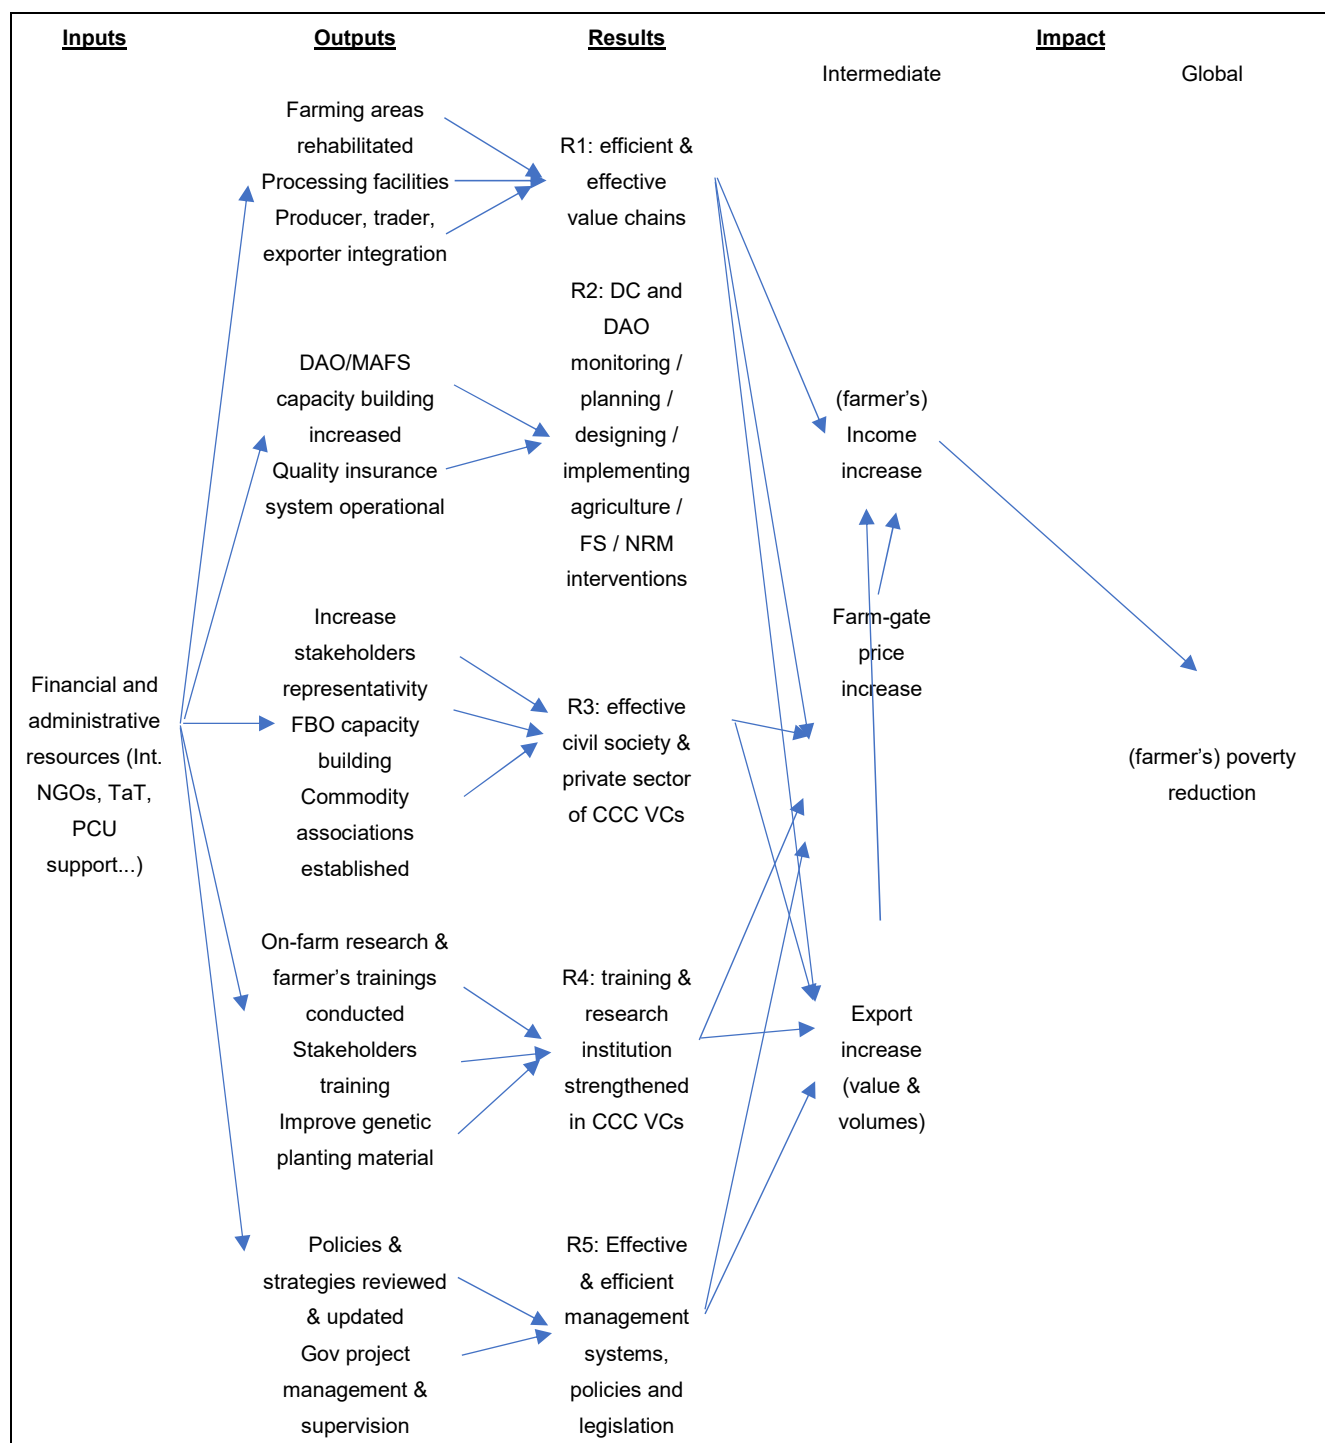 Inputs
Outputs
Results
Impact
Intermediate
Global
Financial and
administrative
resources (Int.
NGOs, TaT,
PCU
support...)
Farming areas
rehabilitated
Processing facilities
Producer, trader,
exporter integration
DAO/MAFS
capacity building
increased
Quality insurance
system operational
Increase
stakeholders
representativity
FBO capacity
building
Commodity
associations
established
On-farm research &
farmer’s trainings
conducted
Stakeholders
training
Improve genetic
planting material
Policies &
strategies reviewed
& updated
Gov project
management &
supervision
R1: efficient &
effective
value chains
R2: DC and
DAO
monitoring /
planning /
designing /
implementing
agriculture /
FS / NRM
interventions
R3: effective
civil society &
private sector
of CCC VCs
R4: training &
research
institution
strengthened
in CCC VCs
R5: Effective
& efficient
management
systems,
policies and
legislation
(farmer’s)
Income
increase
Farm-gate
price
increase
Export
increase
(value &
volumes)
(farmer’s) poverty
reduction